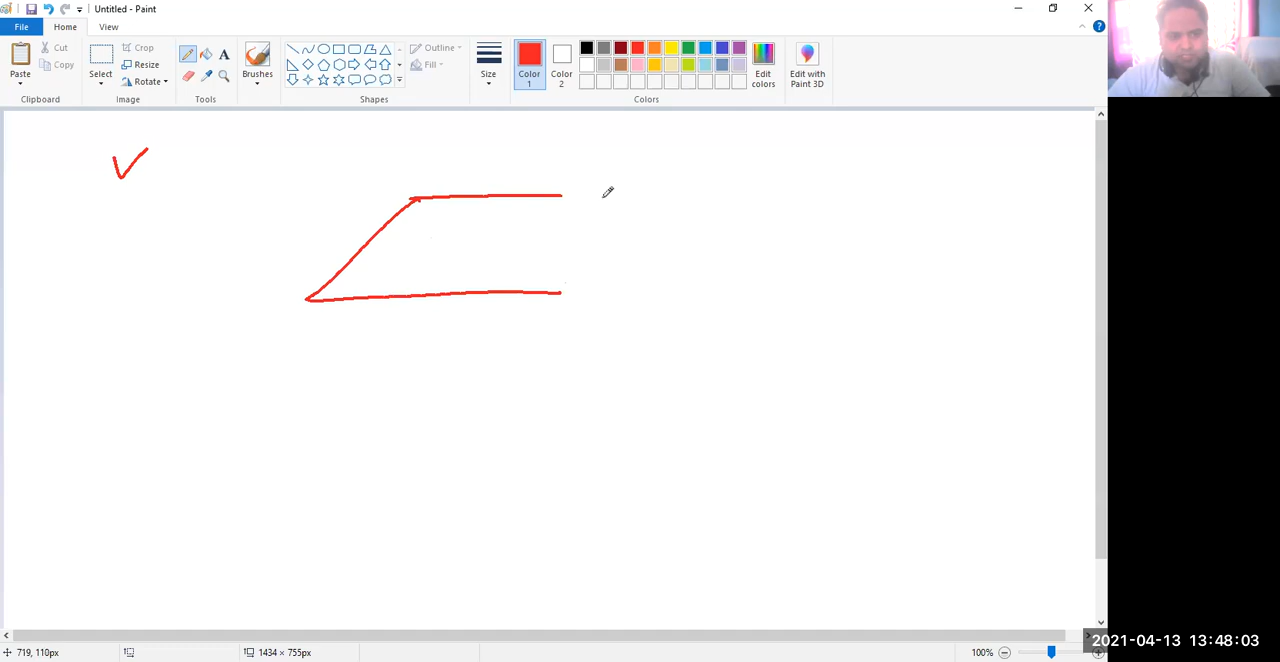 Untitled - Paint
File Home View
Paste
Cut
Copy
Clipboard
Select
Crop
Resize
Rotate
Image
A
Tools
Brushes
Shapes
Outline
Fill
Size
Color 1
Color 2
Colors
Edit colors
Edit with Paint 3D
719, 110px
1434 × 755px
100%
2021-04-13 13:48:03